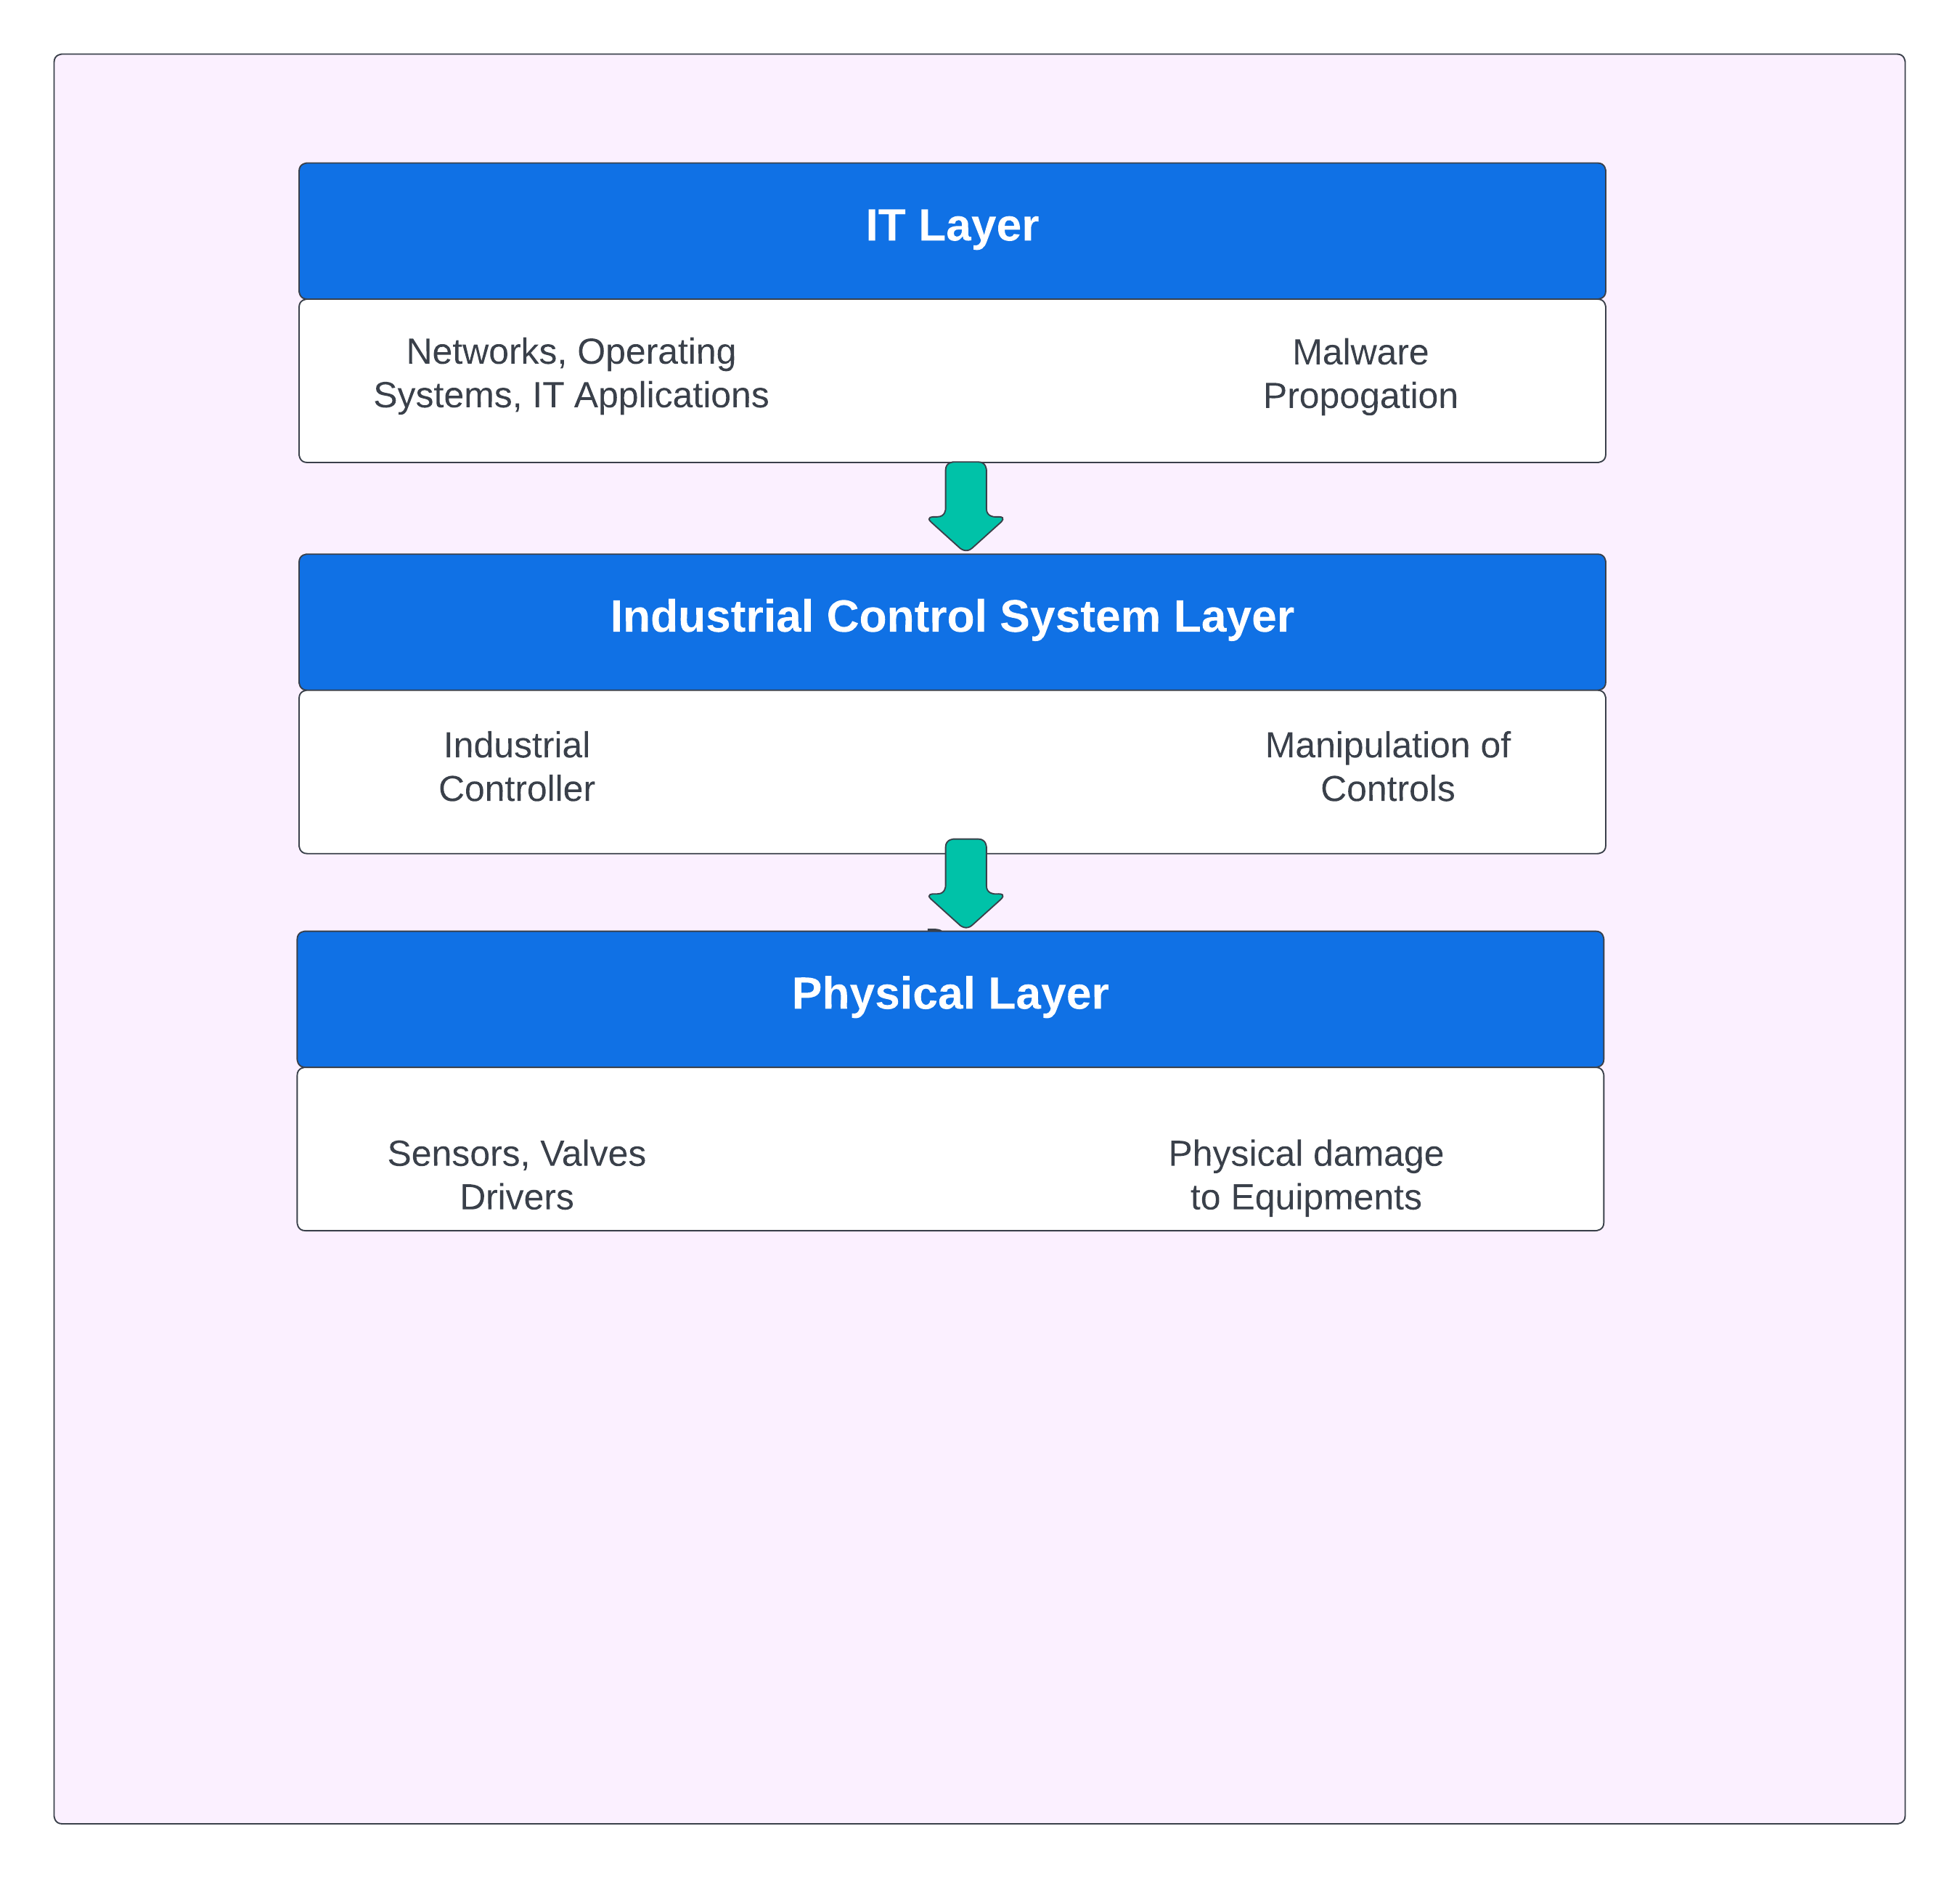 IT Layer
Networks, Operating
Systems, IT Applications
Malware
Propogation
Industrial Control System Layer
Industrial
Controller
Manipulation of
Controls
Physical Layer
Sensors, Valves
Drivers
Physical damage
to Equipments